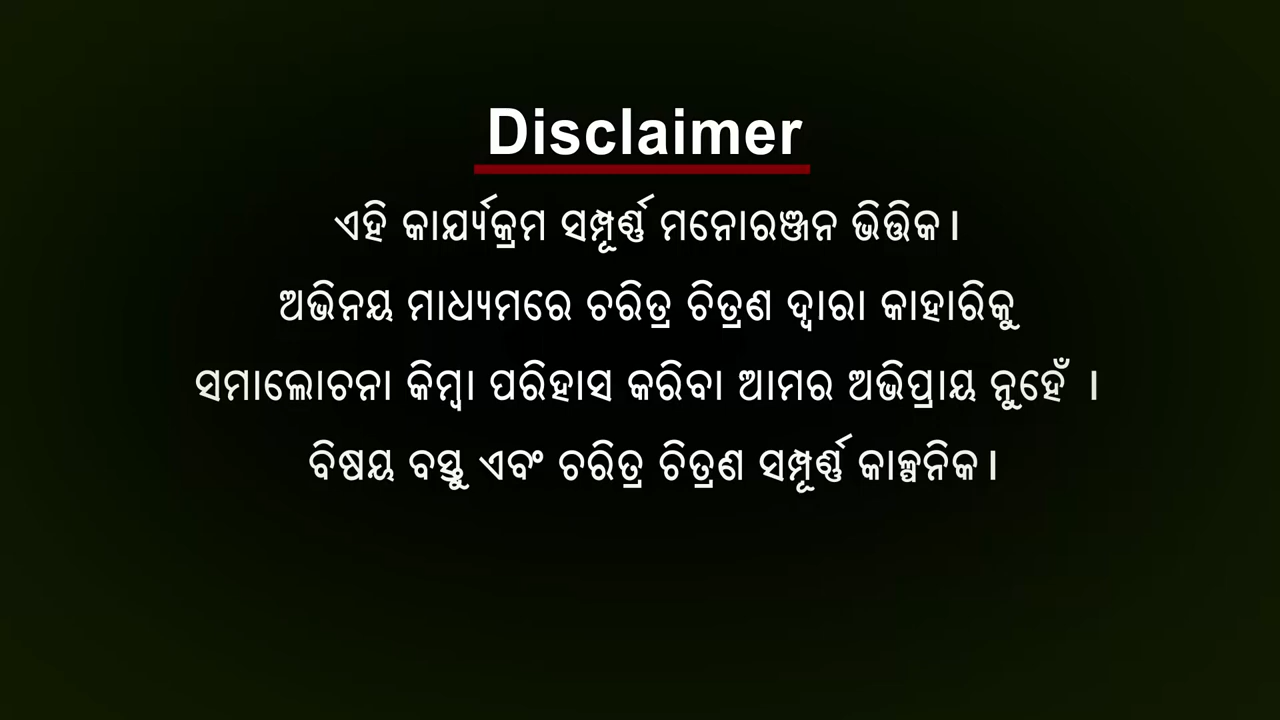 Disclaimer
ଏହି କାର୍ଯ୍ୟକ୍ରମ ସମ୍ପୂର୍ଣ୍ଣ ମନୋରଞ୍ଜନ ଭିତ୍ତିକ।
ଅଭିନୟ ମାଧ୍ୟମରେ ଚରିତ୍ର ଚିତ୍ରଣ ଦ୍ୱାରା କାହାରିକୁ
ସମାଲୋଚନା କିମ୍ବା ପରିହାସ କରିବା ଆମର ଅଭିପ୍ରାୟ ନୁହେଁ ।
ବିଷୟ ବସ୍ତୁ ଏବଂ ଚରିତ୍ର ଚିତ୍ରଣ ସମ୍ପୂର୍ଣ୍ଣ କାଳ୍ପନିକ।